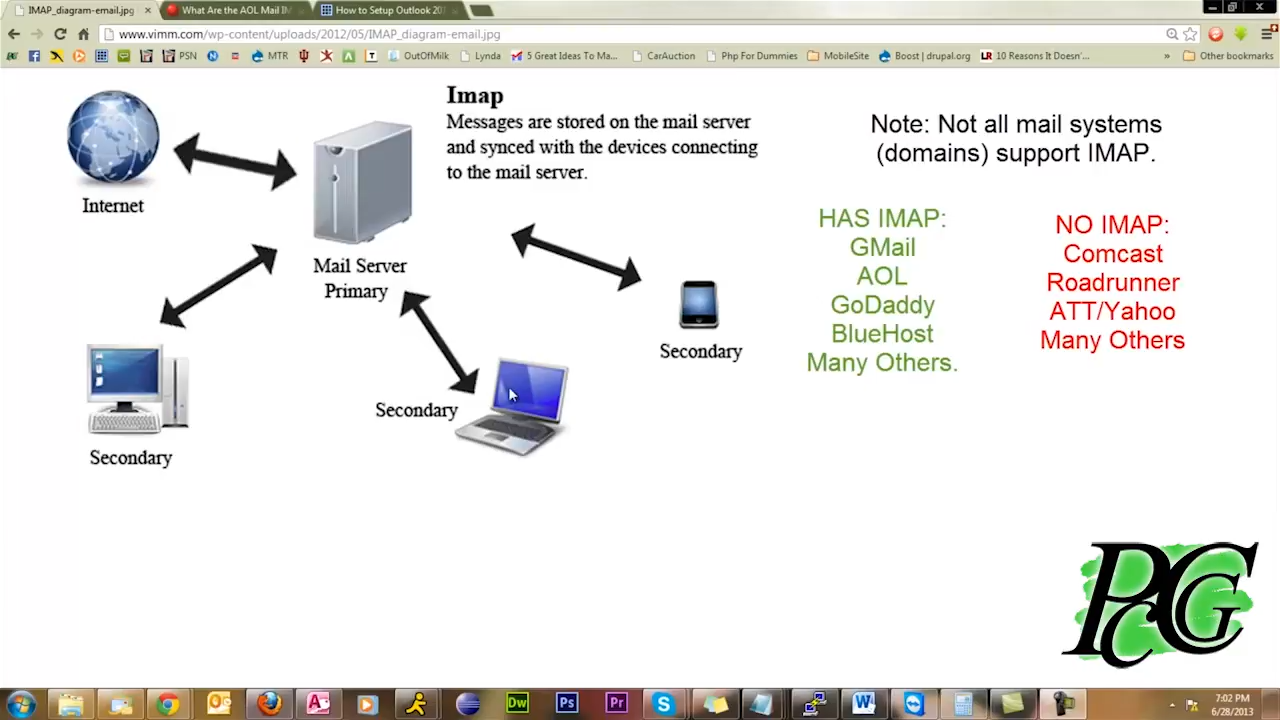 IMAP_diagram-email.jpg
What Are the AOL Mail IM
How to Setup Outlook 20
www.vimm.com/wp-content/uploads/2012/05/IMAP_diagram-email.jpg
PSN
MTR
OutOfMilk
Lynda
5 Great Ideas To Ma...
CarAuction
Php For Dummies
MobileSite
Boost | drupal.org
10 Reasons It Doesn'...
»
Other bookmarks
Imap
Messages are stored on the mail server
and synced with the devices connecting
to the mail server.
Note: Not all mail systems
(domains) support IMAP.
Internet
Mail Server
Primary
HAS IMAP:
GMail
AOL
GoDaddy
BlueHost
Many Others.
NO IMAP:
Comcast
Roadrunner
ATT/Yahoo
Many Others
Secondary
Secondary
Secondary
PCCG
Dw
Ps
Pr
7:02 PM
6/28/2013